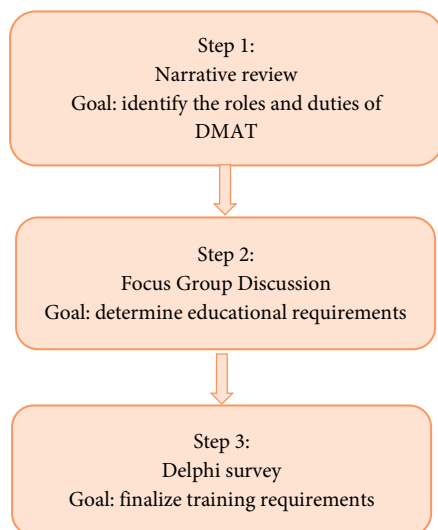 Step 1:
Narrative review
Goal: identify the roles and duties of
DMAT
Step 2:
Focus Group Discussion
Goal: determine educational requirements
Step 3:
Delphi survey
Goal: finalize training requirements